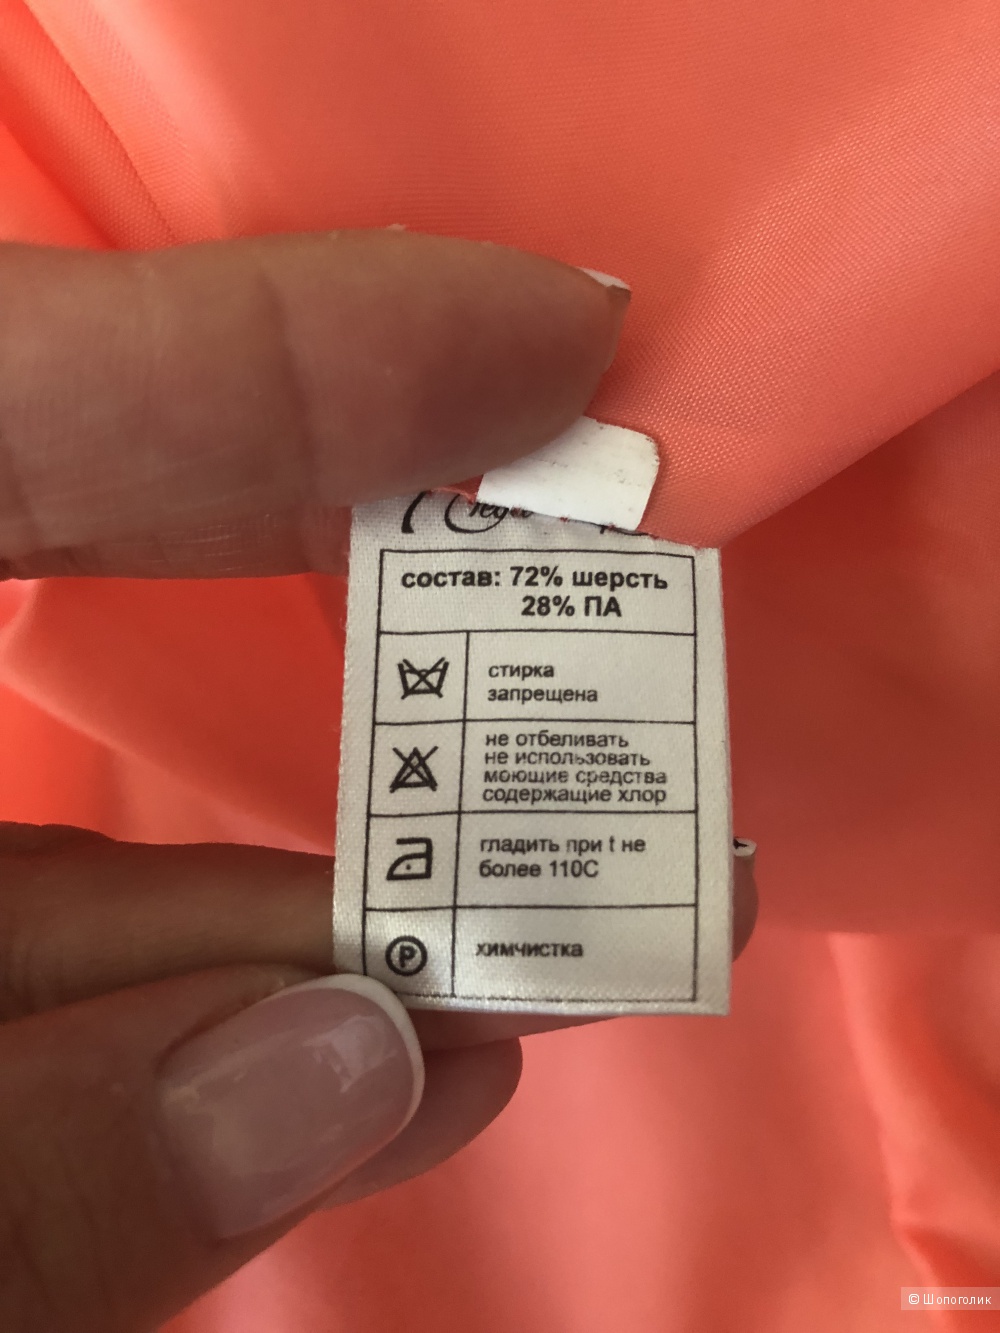 состав: 72% шерсть
28% ПА
стирка
запрещена
не отбеливать
не использовать
моющие средства
содержащие хлор
гладить при t не
более 110С
P
химчистка
© Шопоголик